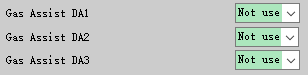 Gas Assist DA1 Not use
Gas Assist DA2 Not use
Gas Assist DA3 Not use